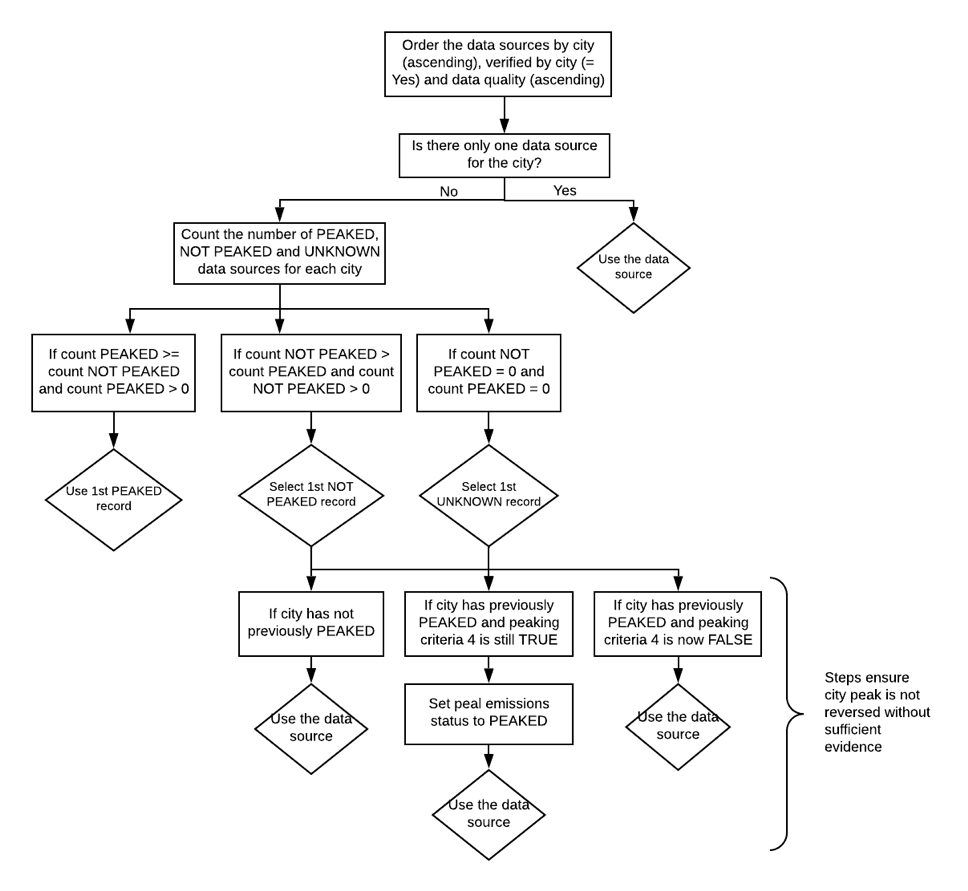 Order the data sources by city
(ascending), verified by city (=
Yes) and data quality (ascending)
Is there only one data source
for the city?
No
Yes
Count the number of PEAKED,
NOT PEAKED and UNKNOWN
data sources for each city
Use the data
source
If count PEAKED >=
count NOT PEAKED
and count PEAKED > 0
If count NOT PEAKED >
count PEAKED and count
NOT PEAKED > 0
If count NOT
PEAKED = 0 and
count PEAKED = 0
Use 1st PEAKED
record
Select 1st NOT
PEAKED record
Select 1st
UNKNOWN record
If city has not
previously PEAKED
If city has previously
PEAKED and peaking
criteria 4 is still TRUE
If city has previously
PEAKED and peaking
criteria 4 is now FALSE
Use the data
source
Set peal emissions
status to PEAKED
Use the data
source
Use the data
source
Steps ensure
city peak is not
reversed without
sufficient
evidence